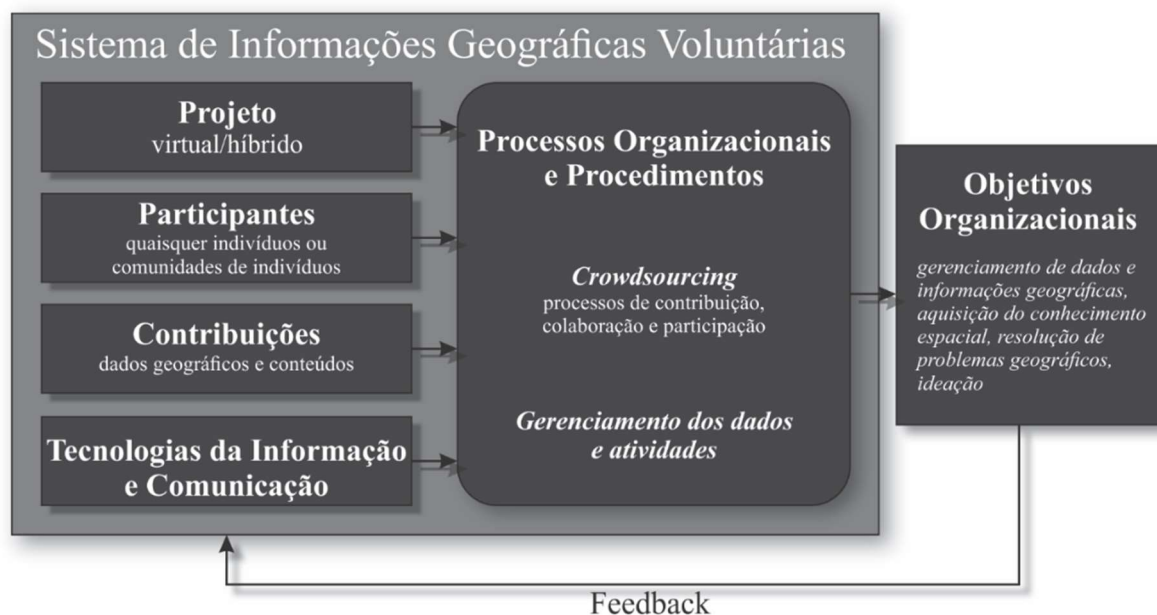 Sistema de Informações Geográficas Voluntárias
Projeto
virtual/híbrido
Participantes
quaisquer indivíduos ou
comunidades de indivíduos
Contribuições
dados geográficos e conteúdos
Tecnologias da Informação
e Comunicação
Processos Organizacionais
e Procedimentos
Crowdsourcing
processos de contribuição,
colaboração e participação
Gerenciamento dos dados
e atividades
Objetivos
Organizacionais
gerenciamento de dados e
informações geográficas,
aquisição do conhecimento
espacial, resolução de
problemas geográficos,
ideação
Feedback